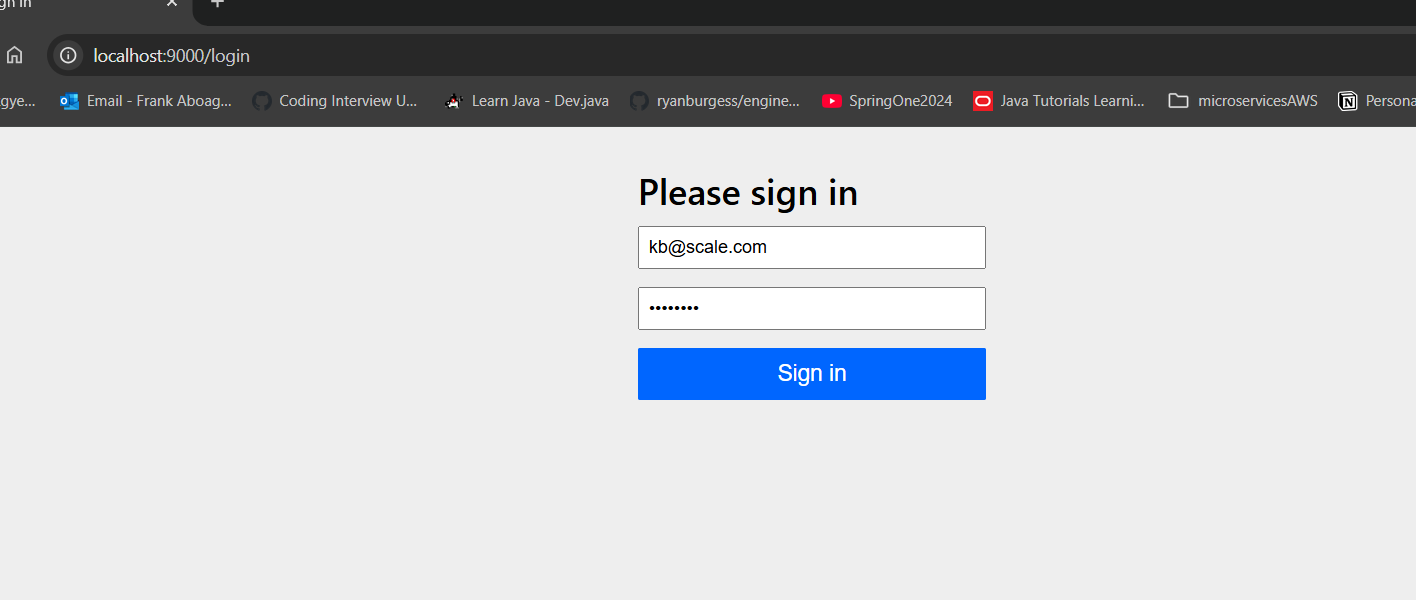 gn in
localhost:9000/login
gye... Email - Frank Aboag... Coding Interview U... Learn Java - Dev.java ryanburgess/engine... SpringOne2024 Java Tutorials Learni... microservicesAWS Persona
Please sign in
kb@scale.com
••••••••
Sign in